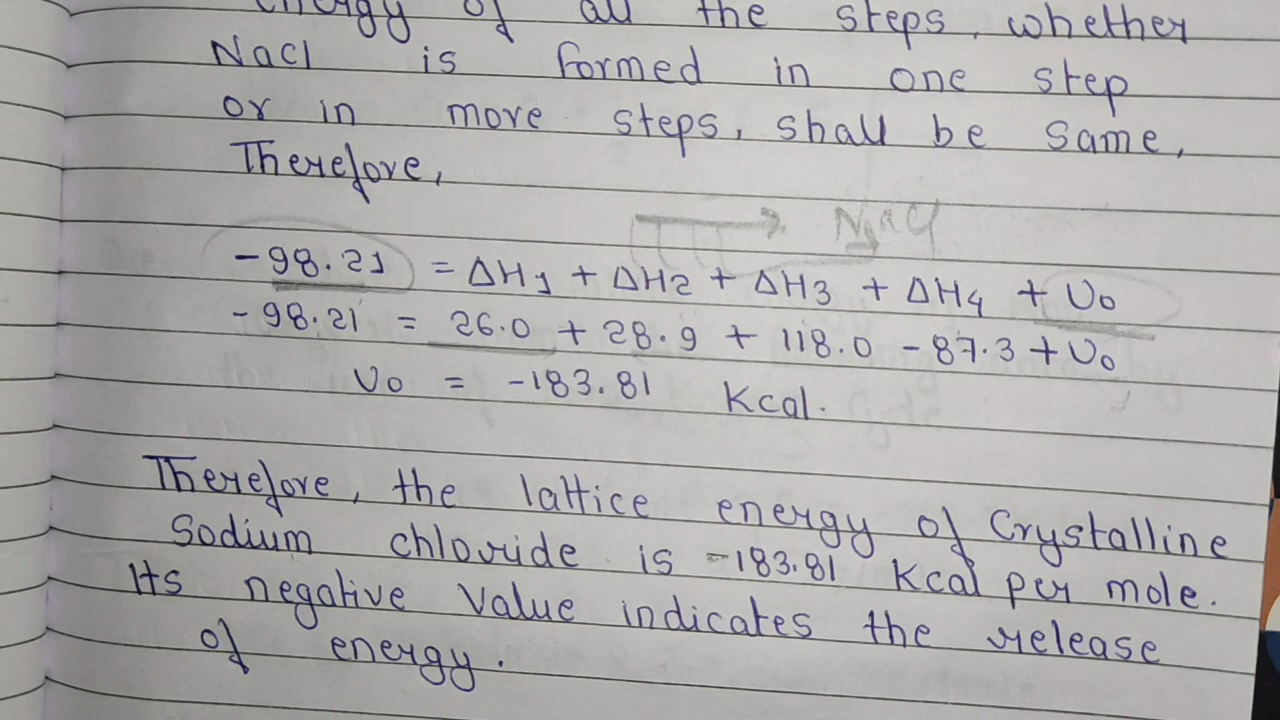 energy of all the steps, whether
NaCl is formed in one step
or in more steps, shall be same,
Therefore,
NaCl
-98.21 = ΔH1 + ΔH2 + ΔH3 + ΔH4 + U0
-98.21 = 26.0 + 28.9 + 118.0 - 87.3 + U0
U0 = -183.81 Kcal.
Therefore, the lattice energy of Crystalline
Sodium chloride is -183.81 Kcal per mole.
Its negative value indicates the release
of energy.